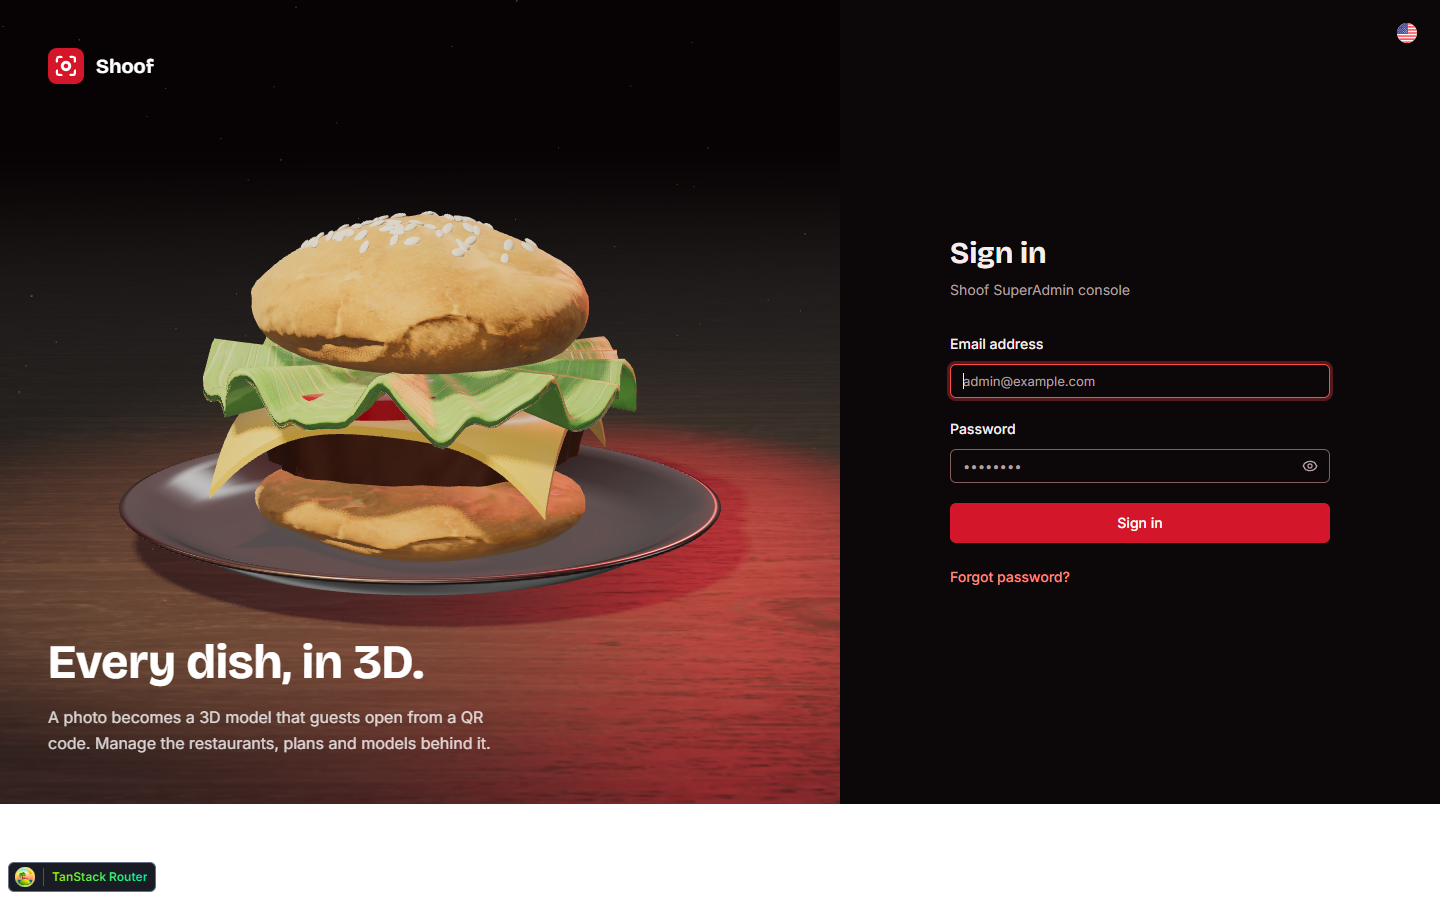 Shoof
Every dish, in 3D.
A photo becomes a 3D model that guests open from a QR
code. Manage the restaurants, plans and models behind it.
Sign in
Shoof SuperAdmin console
Email address
admin@example.com
Password
••••••••
Sign in
Forgot password?
TanStack Router